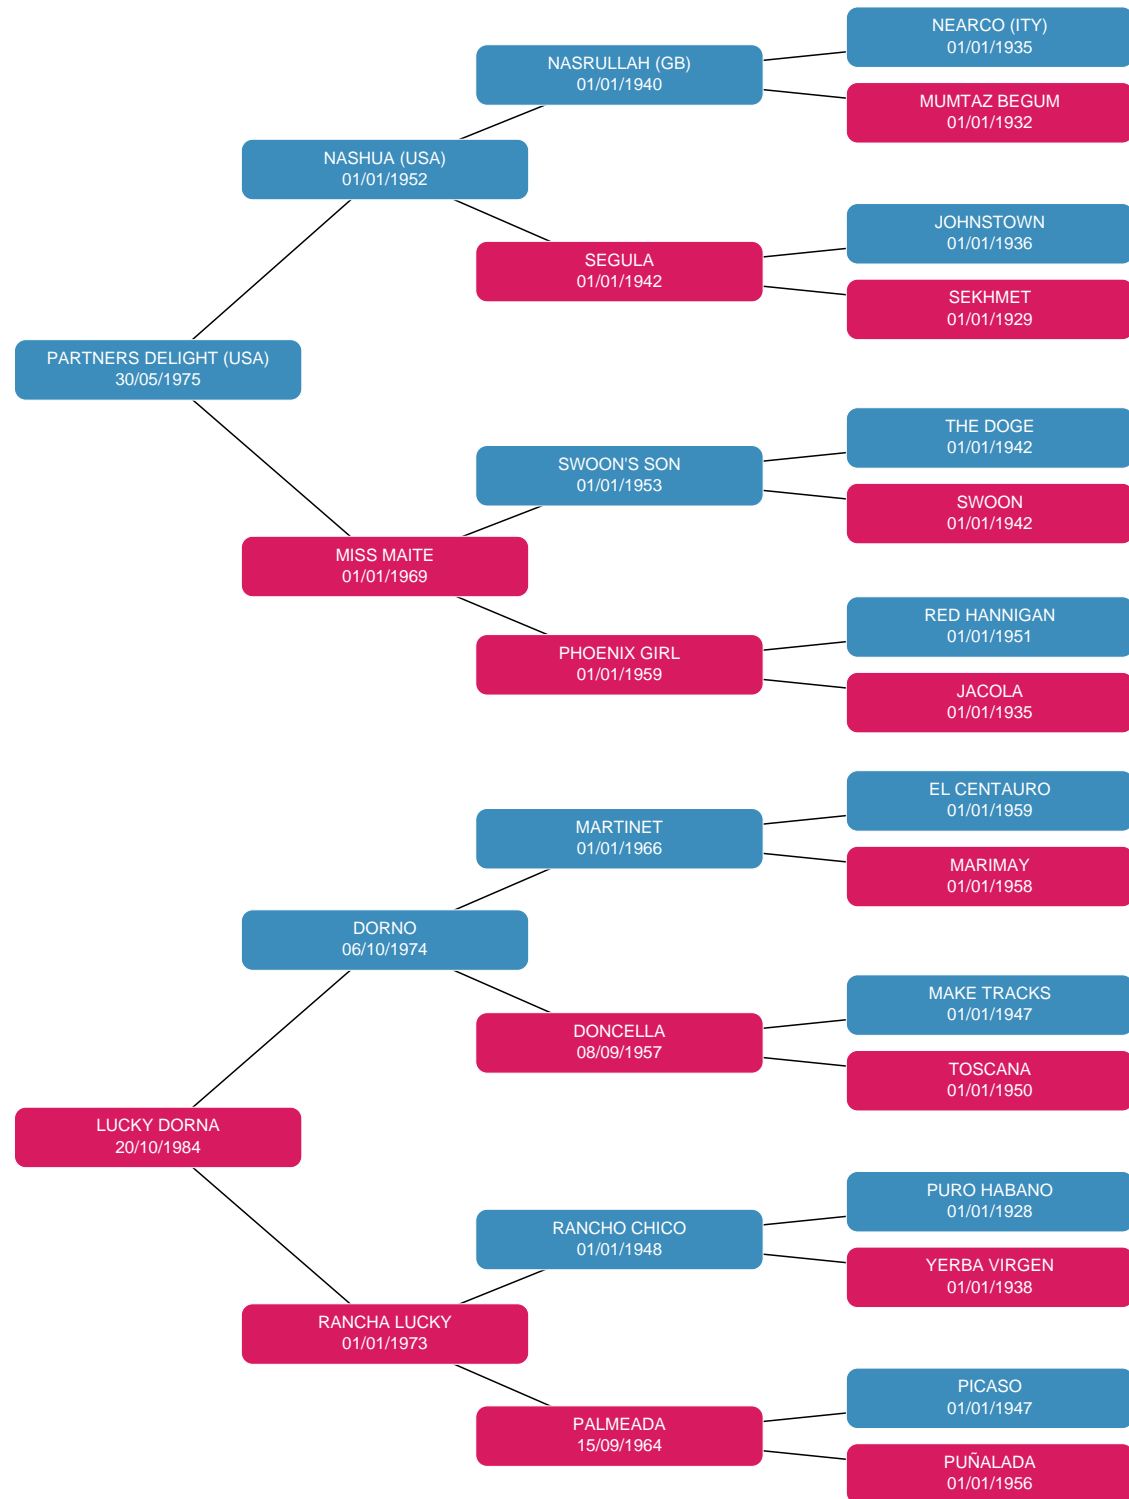 NEARCO (ITY)
01/01/1935
NASRULLAH (GB)
01/01/1940
MUMTAZ BEGUM
01/01/1932
NASHUA (USA)
01/01/1952
JOHNSTOWN
01/01/1936
SEGULA
01/01/1942
SEKHMET
01/01/1929
PARTNERS DELIGHT (USA)
30/05/1975
THE DOGE
01/01/1942
SWOON'S SON
01/01/1953
SWOON
01/01/1942
MISS MAITE
01/01/1969
RED HANNIGAN
01/01/1951
PHOENIX GIRL
01/01/1959
JACOLA
01/01/1935
EL CENTAURO
01/01/1959
MARTINET
01/01/1966
MARIMAY
01/01/1958
DORNO
06/10/1974
MAKE TRACKS
01/01/1947
DONCELLA
08/09/1957
TOSCANA
01/01/1950
LUCKY DORNA
20/10/1984
PURO HABANO
01/01/1928
RANCHO CHICO
01/01/1948
YERBA VIRGEN
01/01/1938
RANCHA LUCKY
01/01/1973
PICASO
01/01/1947
PALMEADA
15/09/1964
PUÑALADA
01/01/1956